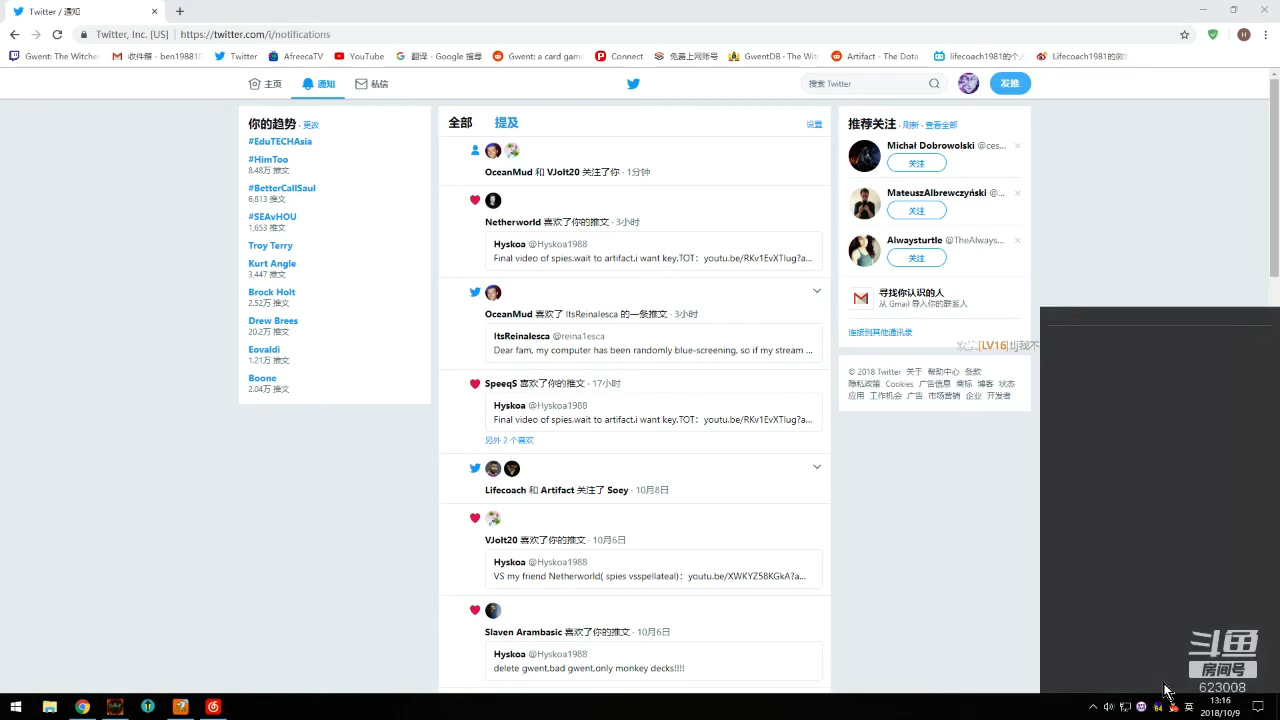 Twitter / 通知
Twitter, Inc. [US] | https://twitter.com/i/notifications
Gwent: The Witcher
收件箱 - ben19881
Twitter
AfreecaTV
YouTube
翻译 - Google 搜寻
Gwent: a card game
Connect
免费上网账号
GwentDB - The Wit
Artifact - The Dota
lifecoach1981的个人
Lifecoach1981的微
主页
通知
私信
搜索 Twitter
发推
你的趋势 · 更改
#EduTECHAsia
#HimToo
8.48万 推文
#BetterCallSaul
6,813 推文
#SEAvHOU
1,653 推文
Troy Terry
Kurt Angle
3,447 推文
Brock Holt
2.52万 推文
Drew Brees
20.2万 推文
Eovaldi
1.21万 推文
Boone
2.04万 推文
全部 提及 设置
OceanMud 和 VJolt20 关注了你 · 1分钟
Netherworld 喜欢了你的推文 · 3小时
Hyskoa @Hyskoa1988
Final video of spies.wait to artifact.i want key.TOT：youtu.be/RKv1EvXTlug?a...
OceanMud 喜欢了 ItsReinalesca 的一条推文 · 3小时
ItsReinalesca @reina1esca
Dear fam, my computer has been randomly blue-screening, so if my stream ...
SpeeqS 喜欢了你的推文 · 17小时
Hyskoa @Hyskoa1988
Final video of spies.wait to artifact.i want key.TOT：youtu.be/RKv1EvXTlug?a...
另外 2 个喜欢
Lifecoach 和 Artifact 关注了 Soey · 10月8日
VJolt20 喜欢了你的推文 · 10月6日
Hyskoa @Hyskoa1988
VS my friend Netherworld( spies vsspellateal)：youtu.be/XWKYZ58KGkA?a...
Slaven Arambasic 喜欢了你的推文 · 10月6日
Hyskoa @Hyskoa1988
delete gwent,bad gwent,only monkey decks!!!!
推荐关注 · 刷新 · 查看全部
Michał Dobrowolski @ces...
关注
MateuszAlbrewczyński @...
关注
Alwaysturtle @TheAlways...
关注
寻找你认识的人
从 Gmail 导入你的联系人
连接到其他通讯录
[LV16]tlj我不
© 2018 Twitter 关于 帮助中心 条款
隐私政策 Cookies 广告信息 商标 博客 状态
应用 工作机会 广告 市场营销 企业 开发者
斗鱼
房间号
623008
英
13:16
2018/10/9